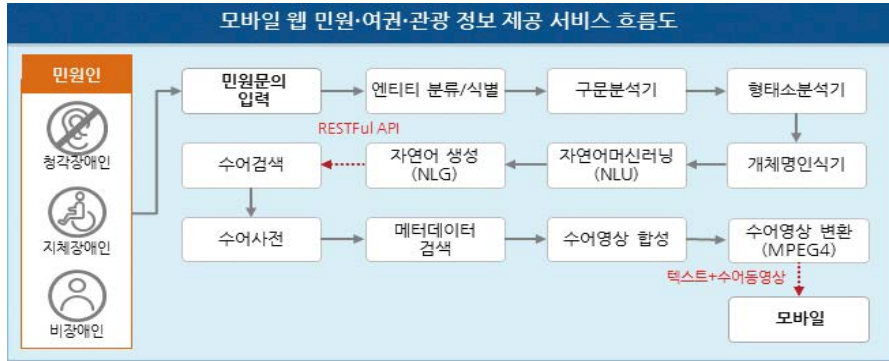 모바일 웹 민원·여권·관광 정보 제공 서비스 흐름도
민원인
청각장애인
지체장애인
비장애인
민원문의
입력
엔티티 분류/식별
구문분석기
형태소분석기
RESTFul API
수어검색
자연어 생성
(NLG)
자연어머신러닝
(NLU)
개체명인식기
수어사전
메터데이터
검색
수어영상 합성
수어영상 변환
(MPEG4)
텍스트+수어동영상
모바일